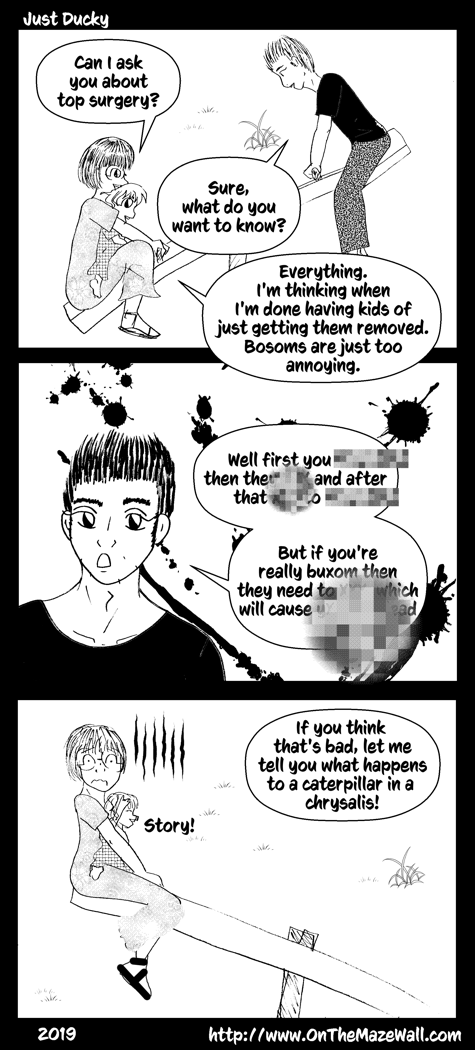 Just Ducky
Can I ask
you about
top surgery?
Sure,
what do you
want to know?
Everything.
I'm thinking when
I'm done having kids of
just getting them removed.
Bosoms are just too
annoying.
Well first you
then and after
that
But if you're
really buxom then
they need to which
will cause
If you think
that's bad, let me
tell you what happens
to a caterpillar in a
chrysalis!
Story!
2019
http://www.OnTheMazeWall.com